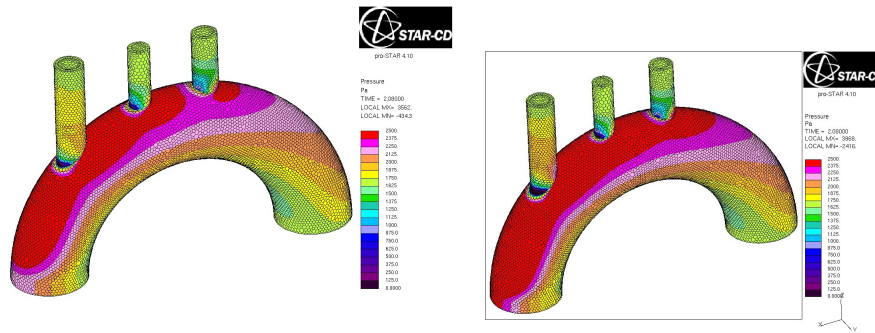 STAR-CD
pro-STAR 4.10
Pressure
Pa
TIME = 2.08000
LOCAL MX= 3562.
LOCAL MN= -434.3
2500.
2375.
2250.
2125.
2000.
1875.
1750.
1625.
1500.
1375.
1250.
1125.
1000.
875.0
750.0
625.0
500.0
375.0
250.0
125.0
0.0000
STAR-C
pro-STAR 4.10
Pressure
Pa
TIME = 2.08000
LOCAL MX= 3968.
LOCAL MN= -2416.
2500.
2375.
2250.
2125.
2000.
1875.
1750.
1625.
1500.
1375.
1250.
1125.
1000.
875.0
750.0
625.0
500.0
375.0
250.0
125.0
0.0000
Z
X
Y